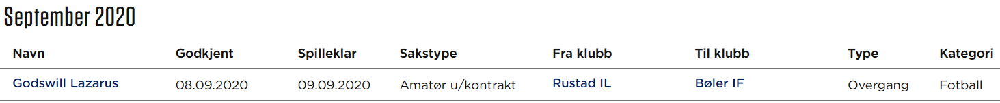 September 2020
Navn Godkjent Spilleklar Sakstype Fra klubb Til klubb Type Kategori
Godswill Lazarus 08.09.2020 09.09.2020 Amatør u/kontrakt Rustad IL Bøler IF Overgang Fotball